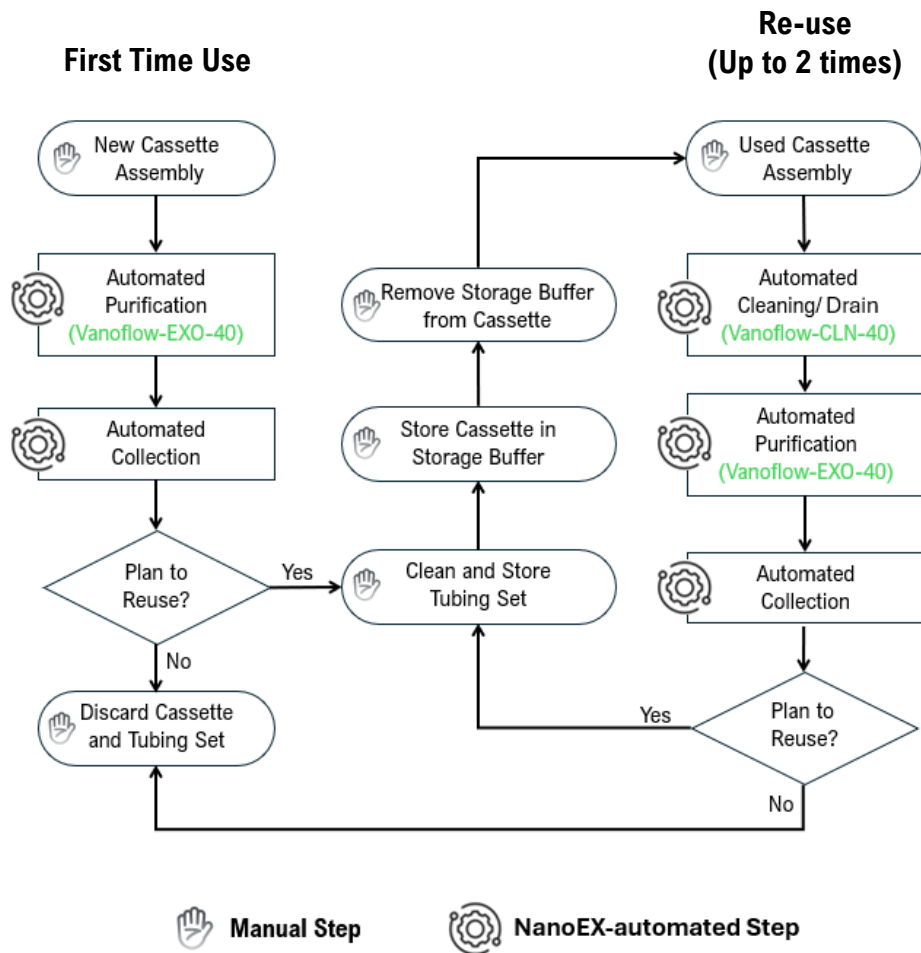 First Time Use
Re-use
(Up to 2 times)
New Cassette
Assembly
Automated
Purification
(Vanoflow-EXO-40)
Automated
Collection
Plan to
Reuse?
Yes
No
Discard Cassette
and Tubing Set
Remove Storage Buffer
from Cassette
Store Cassette in
Storage Buffer
Clean and Store
Tubing Set
Used Cassette
Assembly
Automated
Cleaning/ Drain
(Vanoflow-CLN-40)
Automated
Purification
(Vanoflow-EXO-40)
Automated
Collection
Plan to
Reuse?
Yes
No
Manual Step
NanoEX-automated Step